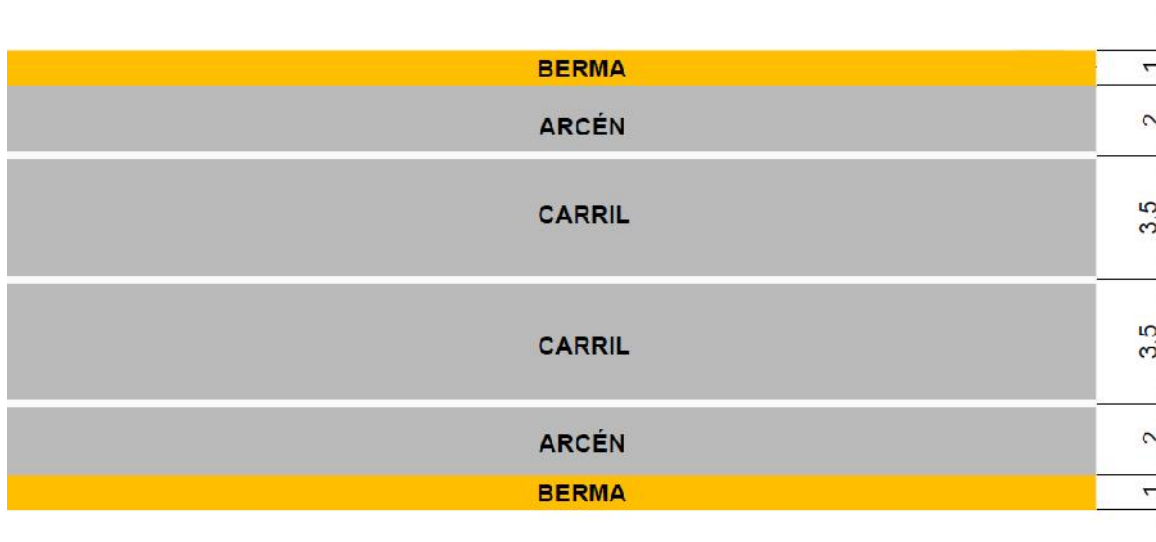 BERMA
1
ARCÉN
2
CARRIL
3.5
CARRIL
3.5
ARCÉN
2
BERMA
1